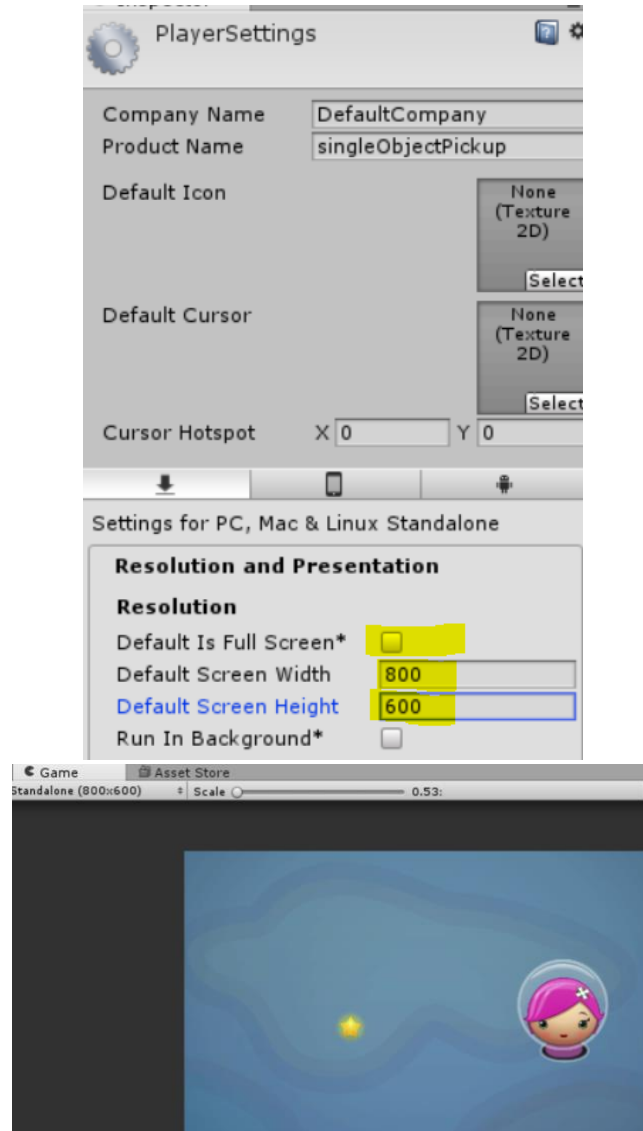 PlayerSettings
Company Name DefaultCompany
Product Name singleObjectPickup
Default Icon None
(Texture
2D)
Select
Default Cursor None
(Texture
2D)
Select
Cursor Hotspot X 0 Y 0
Settings for PC, Mac & Linux Standalone
Resolution and Presentation
Resolution
Default Is Full Screen*
Default Screen Width 800
Default Screen Height 600
Run In Background*
Game Asset Store
Standalone (800x600) Scale 0.53: